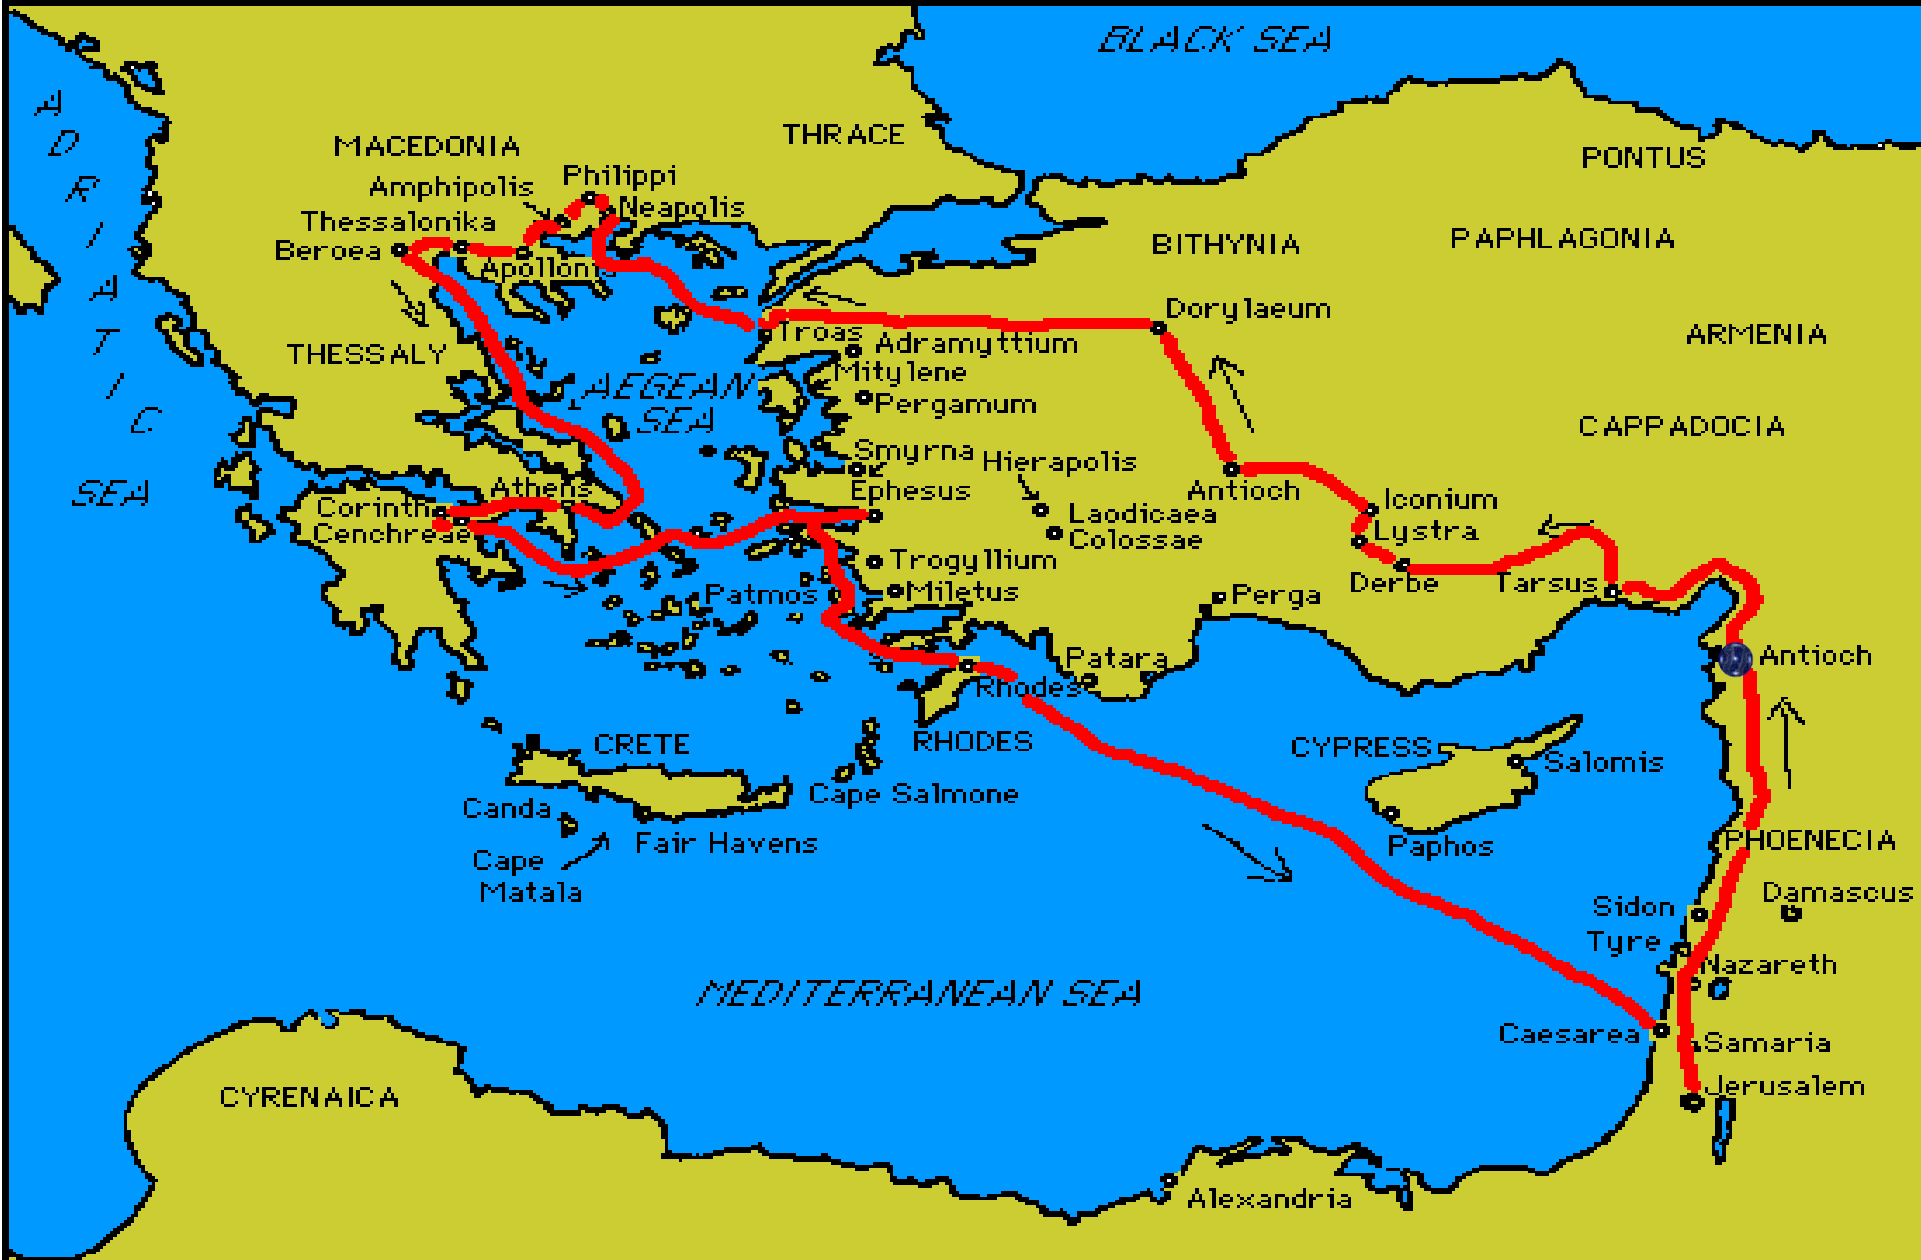 BLACK SEA
ADRIATIC
SEA
MACEDONIA
THRACE
PONTUS
Philippi
Amphipolis
Neapolis
Thessalonika
Beroea
Apollonia
BITHYNIA
PAPHLAGONIA
Dorylaeum
ARMENIA
Troas
Adramyttium
THESSALY
Mitylene
AEGEAN
SEA
Pergamum
CAPPADOCIA
Smyrna
Hierapolis
Ephesus
Antioch
Iconium
Athens
Corinth
Cenchreae
Laodicaea
Colossae
Lystra
Trogyllium
Derbe
Tarsus
Patmos
Miletus
Perga
Patara
Antioch
Rhodes
RHODES
CRETE
CYPRESS
Salomis
Canda
Cape Salmone
Fair Havens
Paphos
PHOENECIA
Cape
Matala
Damascus
Sidon
Tyre
Nazareth
MEDITERRANEAN SEA
Caesarea
Samaria
Jerusalem
CYRENAICA
Alexandria